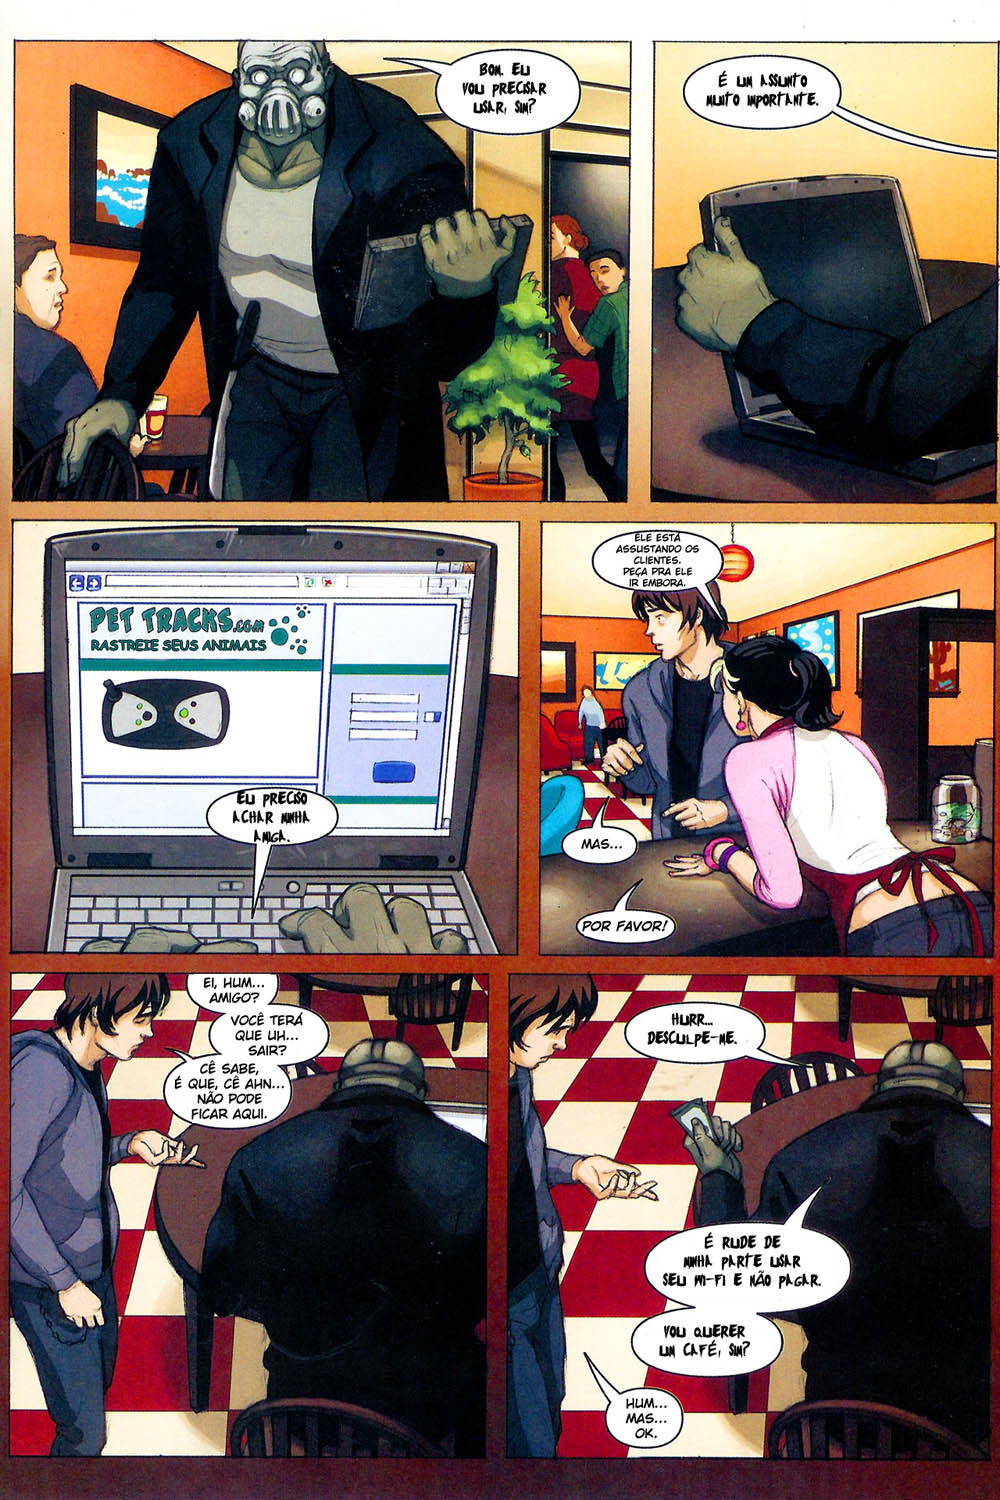 BOM. EU
VOU PRECISAR
USAR, SIM?
É UM ASSUNTO
MUITO IMPORTANTE.
PET TRACKS.COM
RASTREIE SEUS ANIMAIS
EU PRECISO
ACHAR MINHA
AMIGA.
ELE ESTÁ
ASSUSTANDO OS
CLIENTES.
PEÇA PRA ELE
IR EMBORA.
MAS...
POR FAVOR!
EI, HUM...
AMIGO?
VOCÊ TERÁ
QUE UH...
SAIR?
CÊ SABE,
É QUE, CÊ AHN...
NÃO PODE
FICAR AQUI.
HURR...
DESCULPE-ME.
É RUDE DE
MINHA PARTE USAR
SEU WI-FI E NÃO PAGAR.
VOU QUERER
UM CAFÉ, SIM?
HUM...
MAS...
OK.